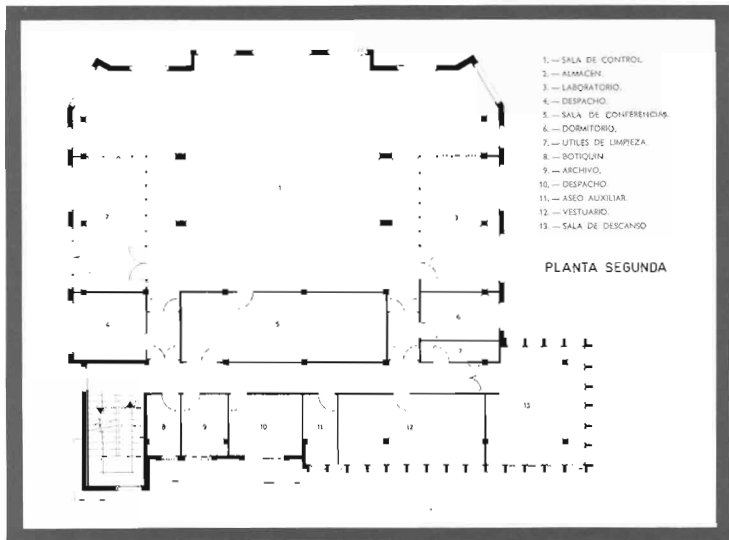 1.— SALA DE CONTROL.
2.— ALMACEN.
3.— LABORATORIO.
4.— DESPACHO.
5.— SALA DE CONFERENCIAS.
6.— DORMITORIO.
7.— UTILES DE LIMPIEZA
8.— BOTIQUIN.
9.— ARCHIVO.
10.— DESPACHO.
11.— ASEO AUXILIAR.
12.— VESTUARIO.
13.— SALA DE DESCANSO
PLANTA SEGUNDA
1
2
3
4
5
6
7
8
9
10
11
12
13